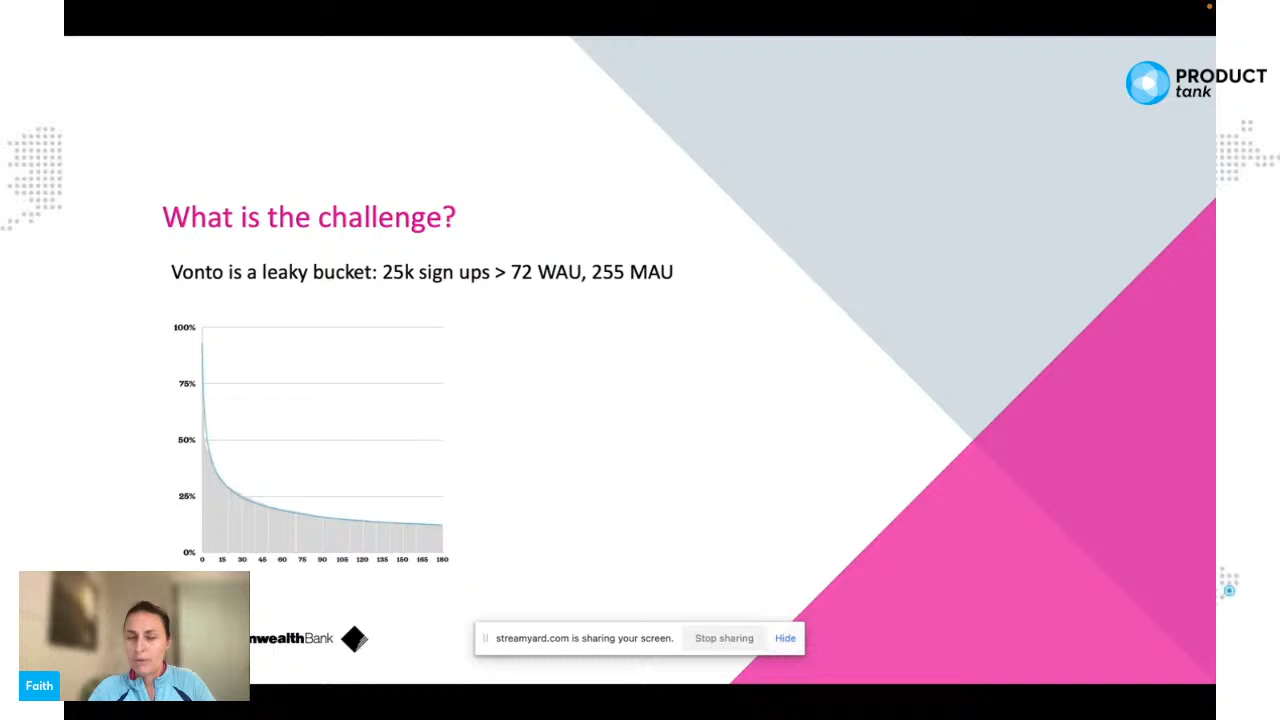 PRODUCT
tank
What is the challenge?
Vonto is a leaky bucket: 25k sign ups > 72 WAU, 255 MAU
100%
75%
50%
25%
0%
0 15 30 45 60 75 90 105 120 135 150 165 180
nwealthBank
streamyard.com is sharing your screen. Stop sharing Hide
Faith